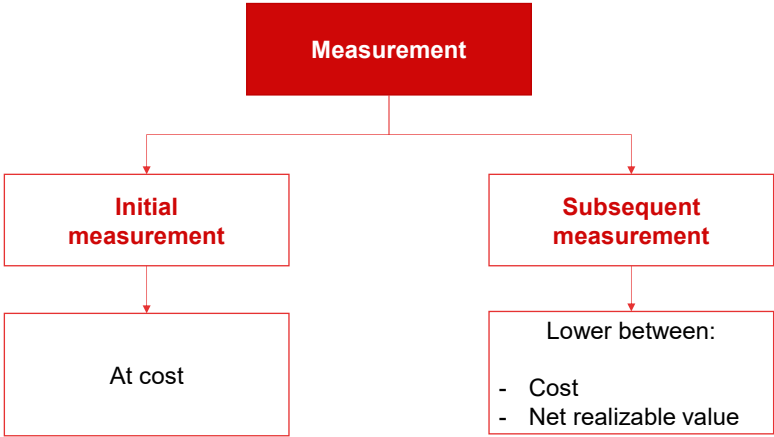 Measurement
Initial
measurement
Subsequent
measurement
At cost
Lower between:
- Cost
- Net realizable value